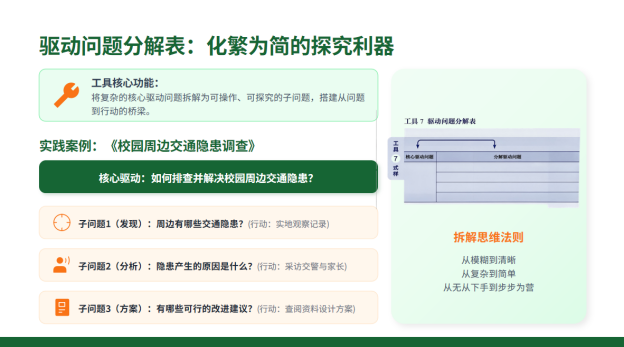 驱动问题分解表：化繁为简的探究利器
工具核心功能：
将复杂的核心驱动问题拆解为可操作、可探究的子问题，搭建从问题
到行动的桥梁。
实践案例：《校园周边交通隐患调查》
核心驱动：如何排查并解决校园周边交通隐患？
子问题1（发现）：周边有哪些交通隐患？(行动：实地观察记录)
子问题2（分析）：隐患产生的原因是什么？(行动：采访交警与家长)
子问题3（方案）：有哪些可行的改进建议？(行动：查阅资料设计方案)
工具 7 驱动问题分解表
工具
7
式样
核心驱动问题
分解驱动问题
拆解思维法则
从模糊到清晰
从复杂到简单
从无从下手到步步为营